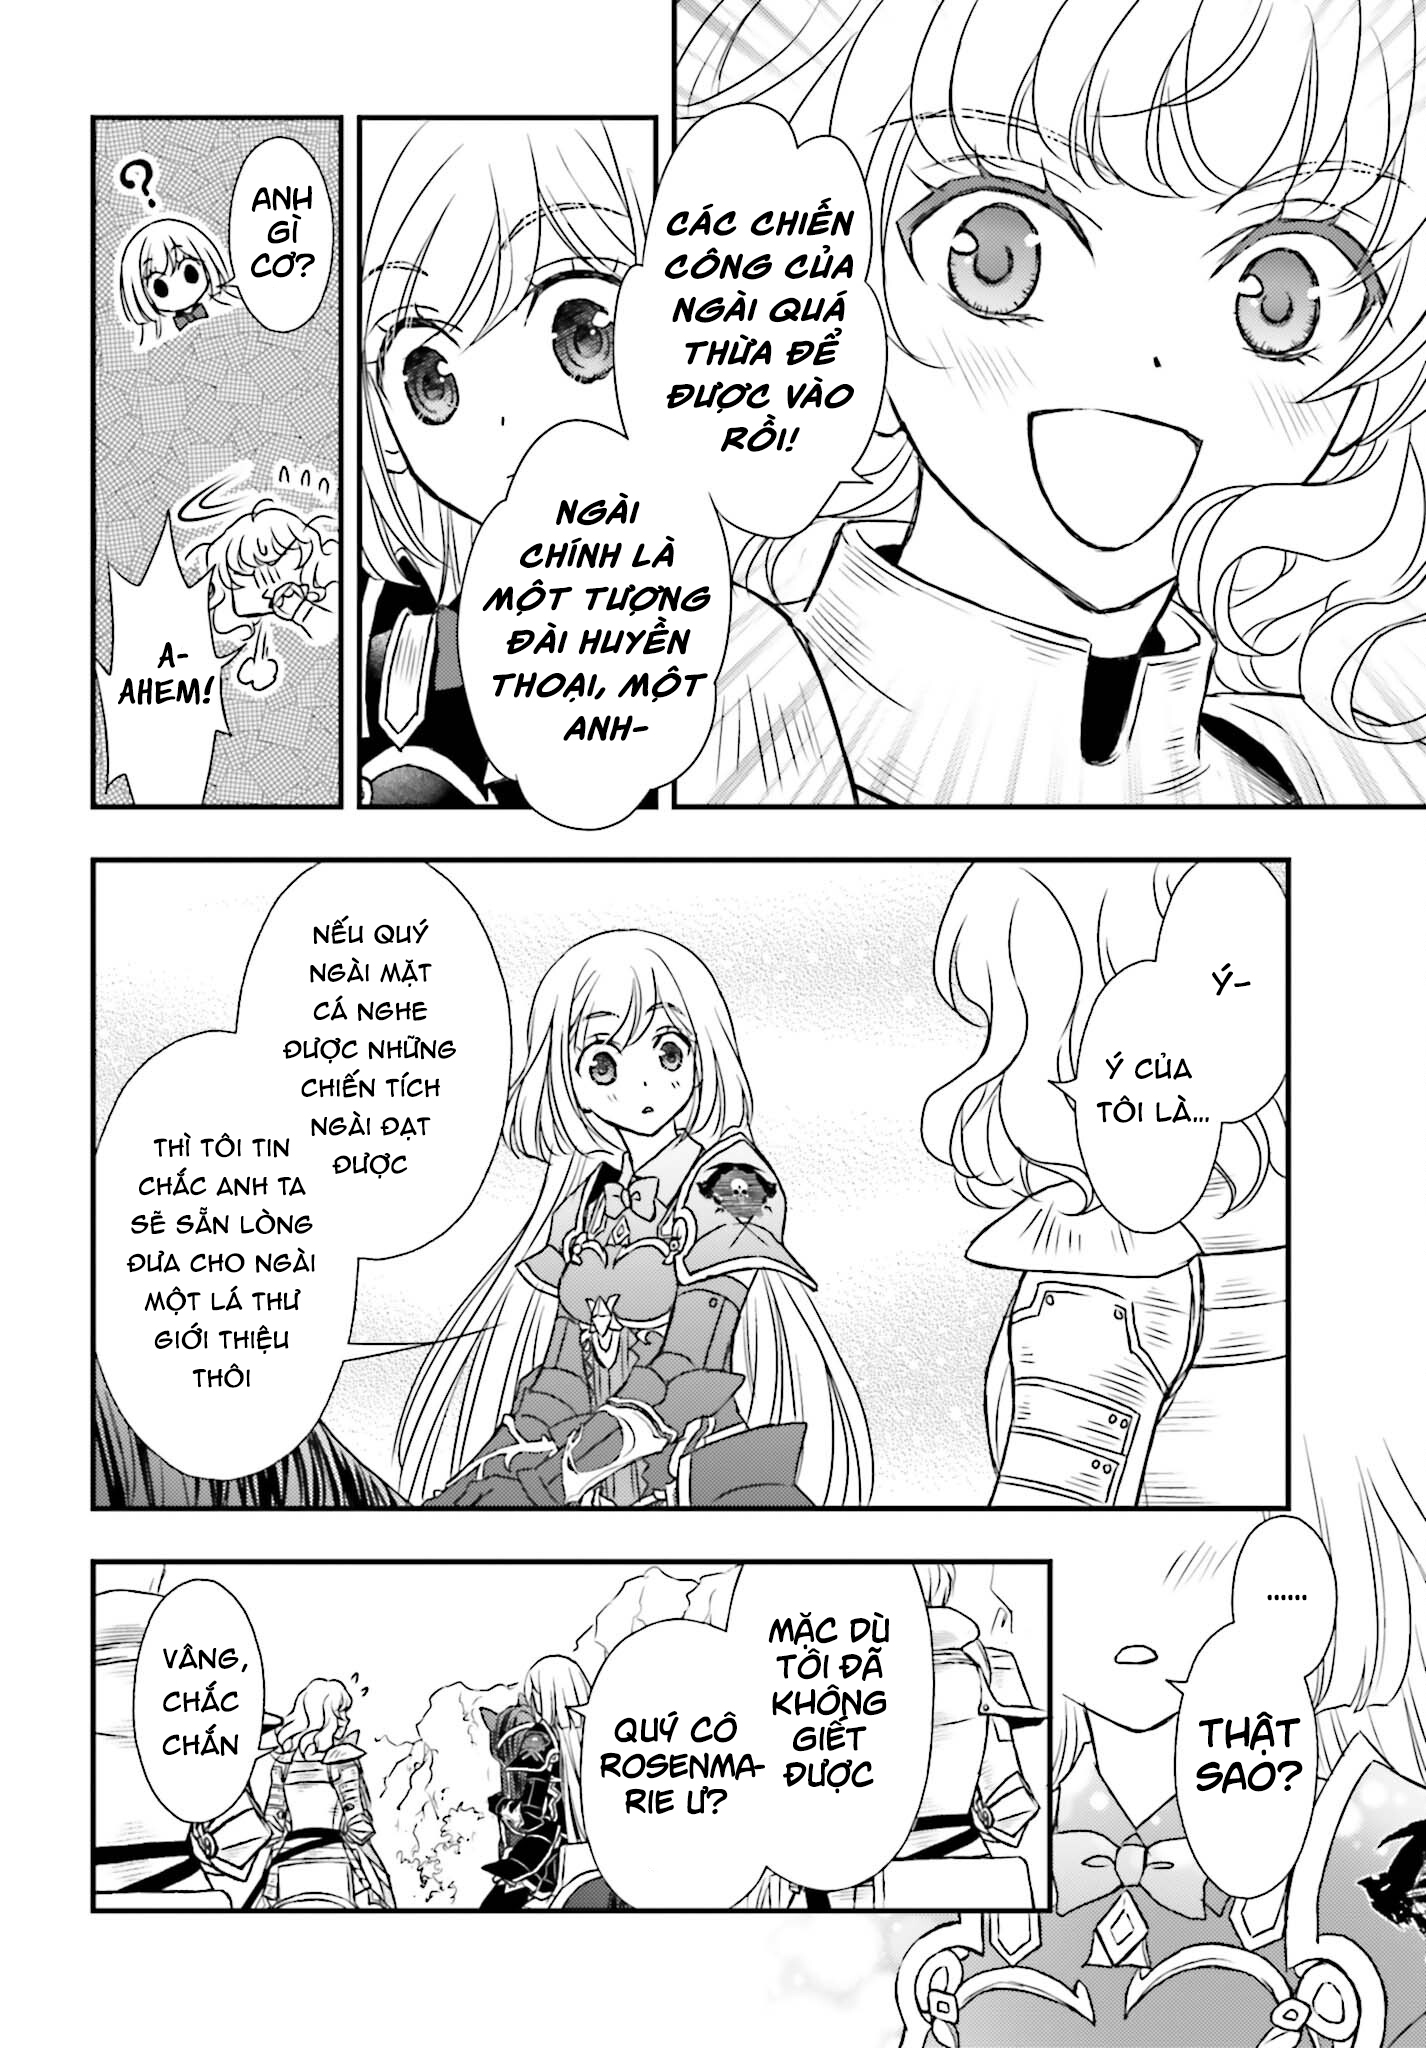 CÁC CHIẾN
CÔNG CỦA
NGÀI QUÁ
THỪA ĐỂ
ĐƯỢC VÀO
RỒI!
NGÀI
CHÍNH LÀ
MỘT TƯỢNG
ĐÀI HUYỀN
THOẠI, MỘT
ANH-
?
ANH
GÌ
CƠ?
A-
AHEM!
Ý-
Ý CỦA
TÔI LÀ...
NẾU QUÝ
NGÀI MẶT
CÁ NGHE
ĐƯỢC NHỮNG
CHIẾN TÍCH
NGÀI ĐẠT
ĐƯỢC
THÌ TÔI TIN
CHẮC ANH TA
SẼ SẴN LÒNG
ĐƯA CHO NGÀI
MỘT LÁ THƯ
GIỚI THIỆU
THÔI
......
THẬT
SAO?
MẶC DÙ
TÔI ĐÃ
KHÔNG
GIẾT
ĐƯỢC
QUÝ CÔ
ROSENMA-
RIE Ư?
VÂNG,
CHẮC
CHẮN